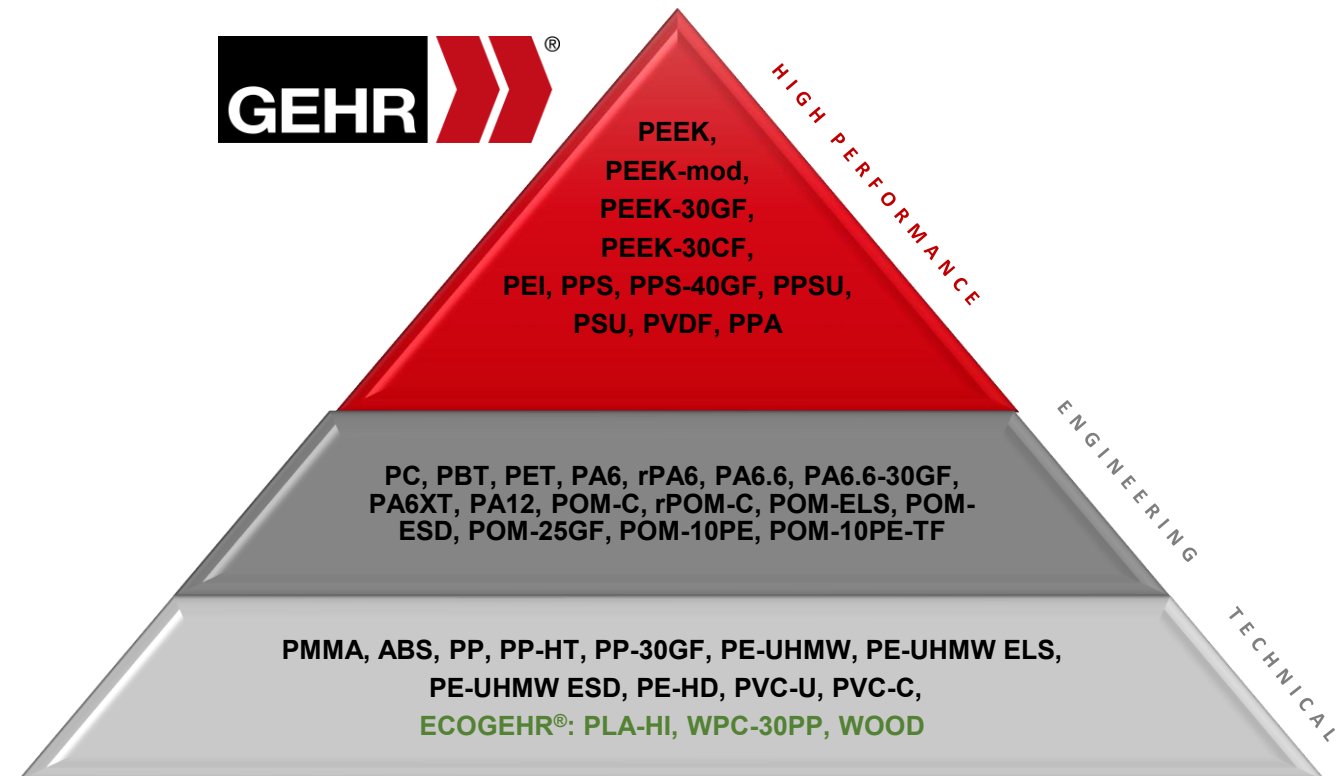 GEHR®
HIGH PERFORMANCE
PEEK,
PEEK-mod,
PEEK-30GF,
PEEK-30CF,
PEI, PPS, PPS-40GF, PPSU,
PSU, PVDF, PPA
ENGINEERING
PC, PBT, PET, PA6, rPA6, PA6.6, PA6.6-30GF,
PA6XT, PA12, POM-C, rPOM-C, POM-ELS, POM-
ESD, POM-25GF, POM-10PE, POM-10PE-TF
TECHNICAL
PMMA, ABS, PP, PP-HT, PP-30GF, PE-UHMW, PE-UHMW ELS,
PE-UHMW ESD, PE-HD, PVC-U, PVC-C,
ECOGEHR®: PLA-HI, WPC-30PP, WOOD